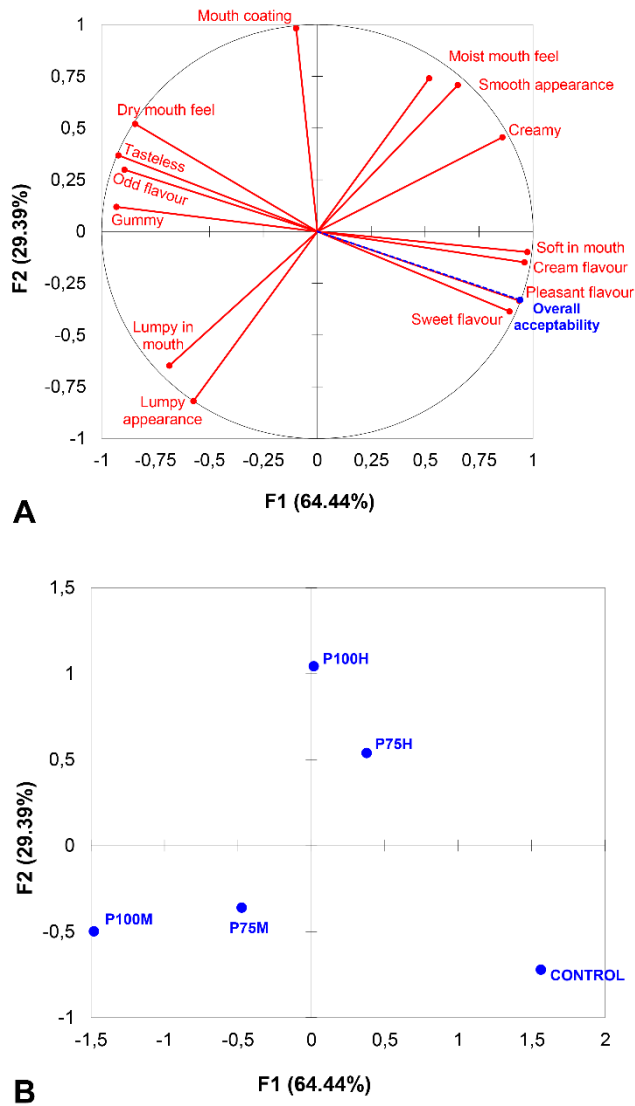 1
0,75
0,5
0,25
0
-0,25
-0,5
-0,75
-1
F2 (29.39%)
Mouth coating
Moist mouth feel
Smooth appearance
Dry mouth feel
Creamy
Tasteless
Odd flavour
Gummy
Soft in mouth
Cream flavour
Pleasant flavour
Overall
acceptability
Sweet flavour
Lumpy in
mouth
Lumpy
appearance
-1 -0,75 -0,5 -0,25 0 0,25 0,5 0,75 1
F1 (64.44%)
A
1,5
1
0,5
0
-0,5
-1
F2 (29.39%)
P100H
P75H
P100M
P75M
CONTROL
-1,5 -1 -0,5 0 0,5 1 1,5 2
F1 (64.44%)
B